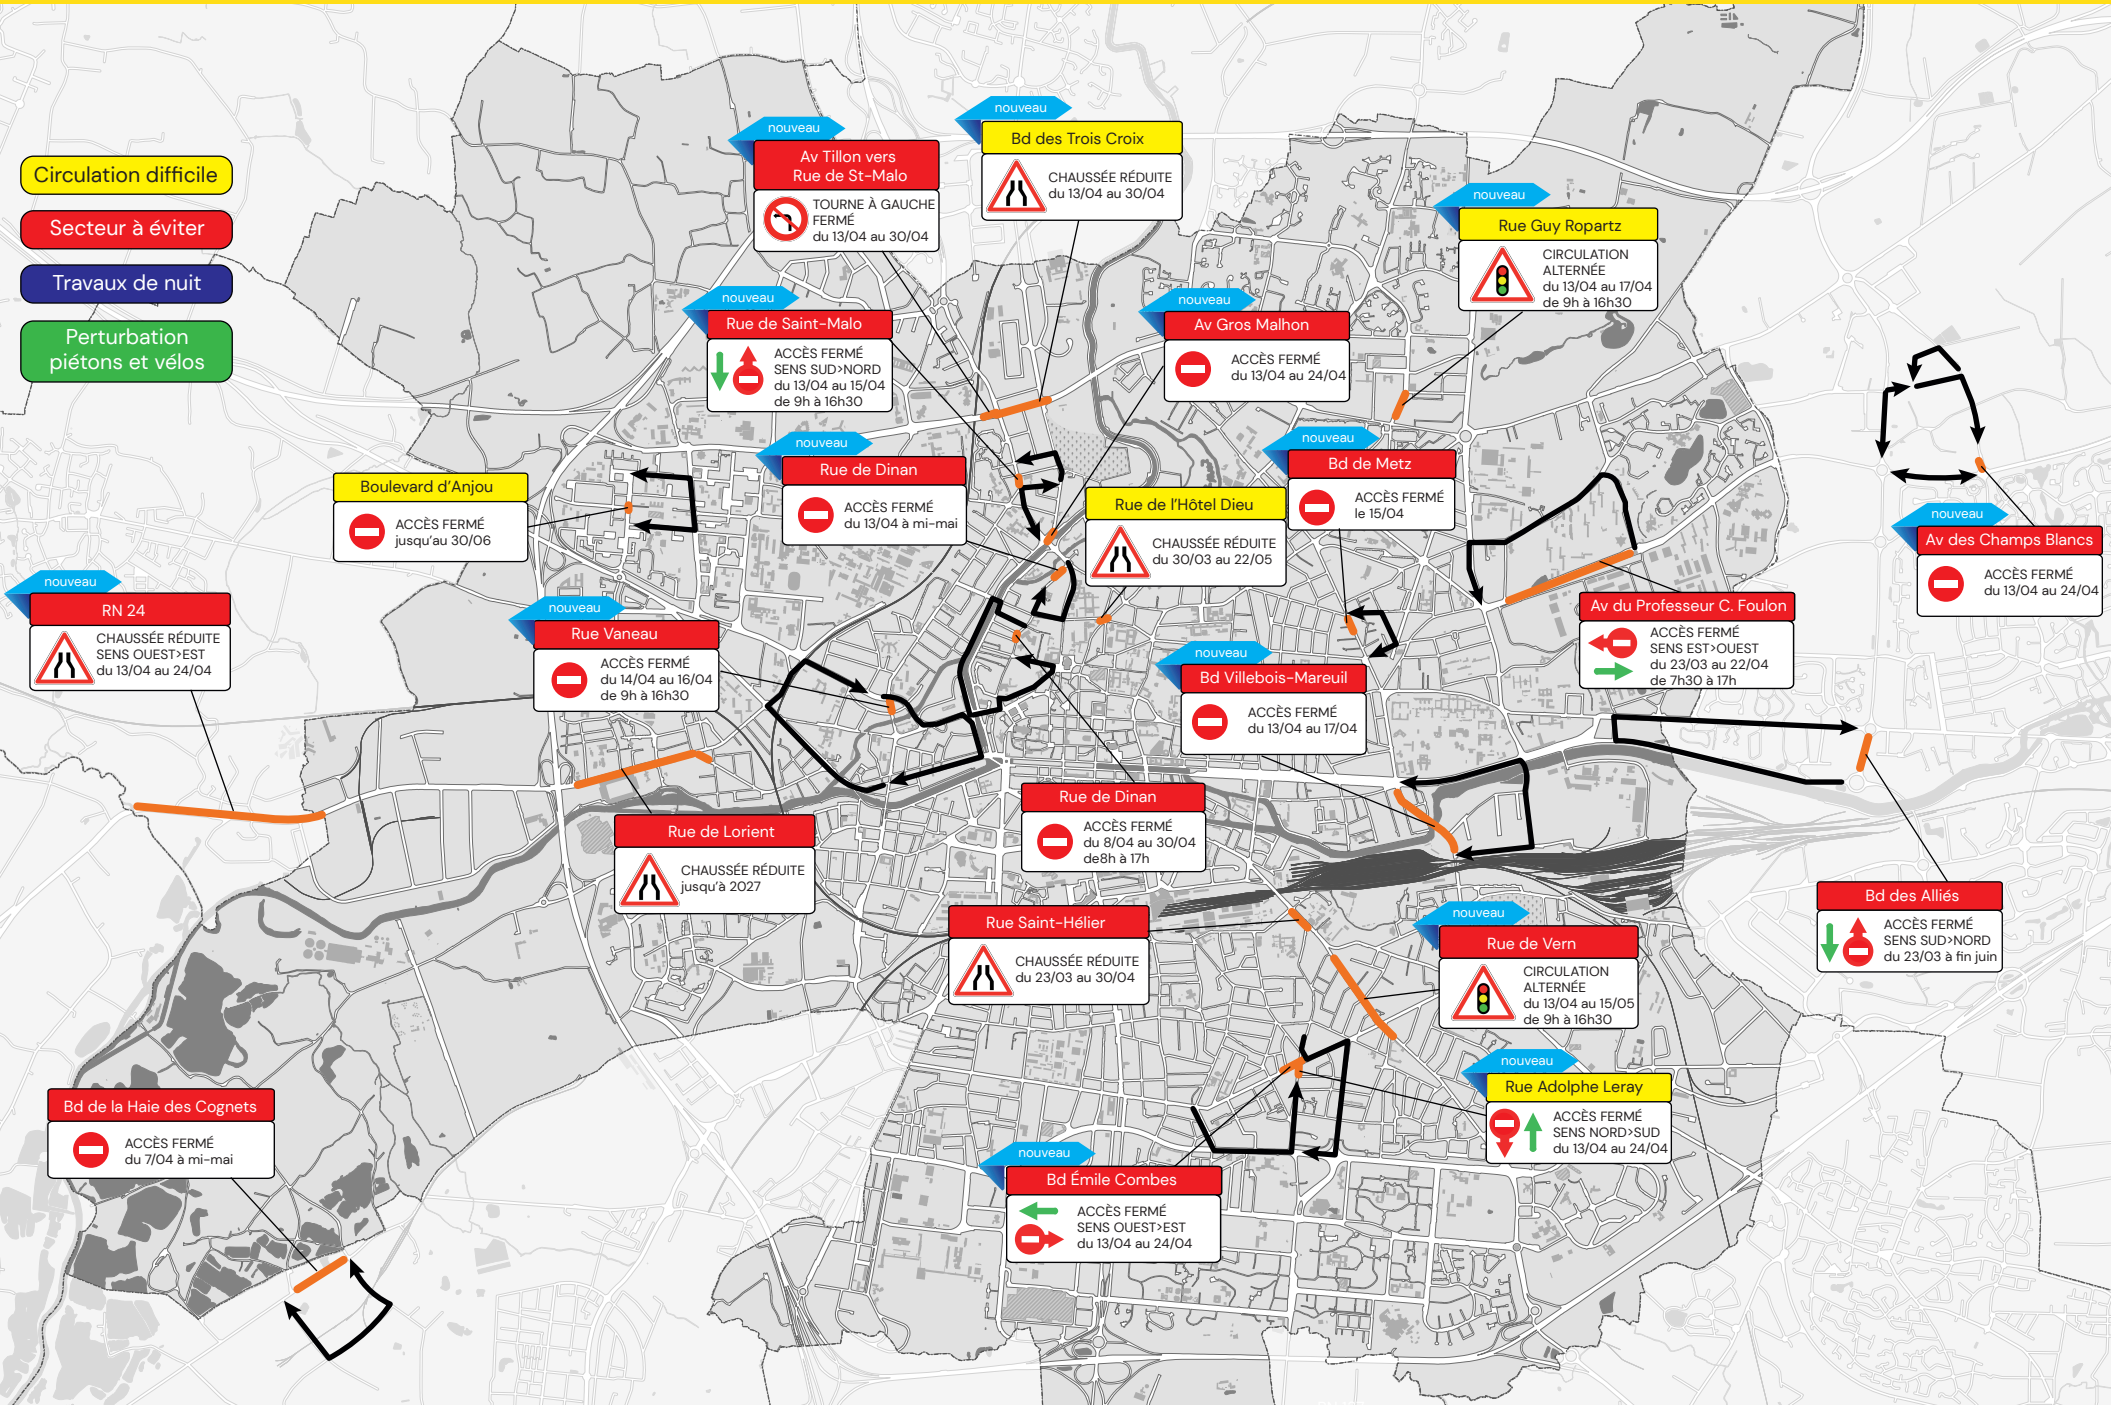 Circulation difficile
Secteur à éviter
Travaux de nuit
Perturbation
piétons et vélos
nouveau
Av Tillon vers
Rue de St-Malo
TOURNE À GAUCHE
FERMÉ
du 13/04 au 30/04
nouveau
Bd des Trois Croix
CHAUSSÉE RÉDUITE
du 13/04 au 30/04
nouveau
Rue Guy Ropartz
CIRCULATION
ALTERNÉE
du 13/04 au 17/04
de 9h à 16h30
nouveau
Rue de Saint-Malo
ACCÈS FERMÉ
SENS SUD>NORD
du 13/04 au 15/04
de 9h à 16h30
nouveau
Av Gros Malhon
ACCÈS FERMÉ
du 13/04 au 24/04
nouveau
Rue de Dinan
ACCÈS FERMÉ
du 13/04 à mi-mai
nouveau
Bd de Metz
ACCÈS FERMÉ
le 15/04
Boulevard d'Anjou
ACCÈS FERMÉ
jusqu'au 30/06
Rue de l'Hôtel Dieu
CHAUSSÉE RÉDUITE
du 30/03 au 22/05
nouveau
Av des Champs Blancs
ACCÈS FERMÉ
du 13/04 au 24/04
nouveau
RN 24
CHAUSSÉE RÉDUITE
SENS OUEST>EST
du 13/04 au 24/04
nouveau
Rue Vaneau
ACCÈS FERMÉ
du 14/04 au 16/04
de 9h à 16h30
Av du Professeur C. Foulon
ACCÈS FERMÉ
SENS EST>OUEST
du 23/03 au 22/04
de 7h30 à 17h
nouveau
Bd Villebois-Mareuil
ACCÈS FERMÉ
du 13/04 au 17/04
Rue de Dinan
ACCÈS FERMÉ
du 8/04 au 30/04
de8h à 17h
Rue de Lorient
CHAUSSÉE RÉDUITE
jusqu'à 2027
Bd des Alliés
ACCÈS FERMÉ
SENS SUD>NORD
du 23/03 à fin juin
Rue Saint-Hélier
CHAUSSÉE RÉDUITE
du 23/03 au 30/04
nouveau
Rue de Vern
CIRCULATION
ALTERNÉE
du 13/04 au 15/05
de 9h à 16h30
nouveau
Rue Adolphe Leray
ACCÈS FERMÉ
SENS NORD>SUD
du 13/04 au 24/04
Bd de la Haie des Cognets
ACCÈS FERMÉ
du 7/04 à mi-mai
nouveau
Bd Émile Combes
ACCÈS FERMÉ
SENS OUEST>EST
du 13/04 au 24/04